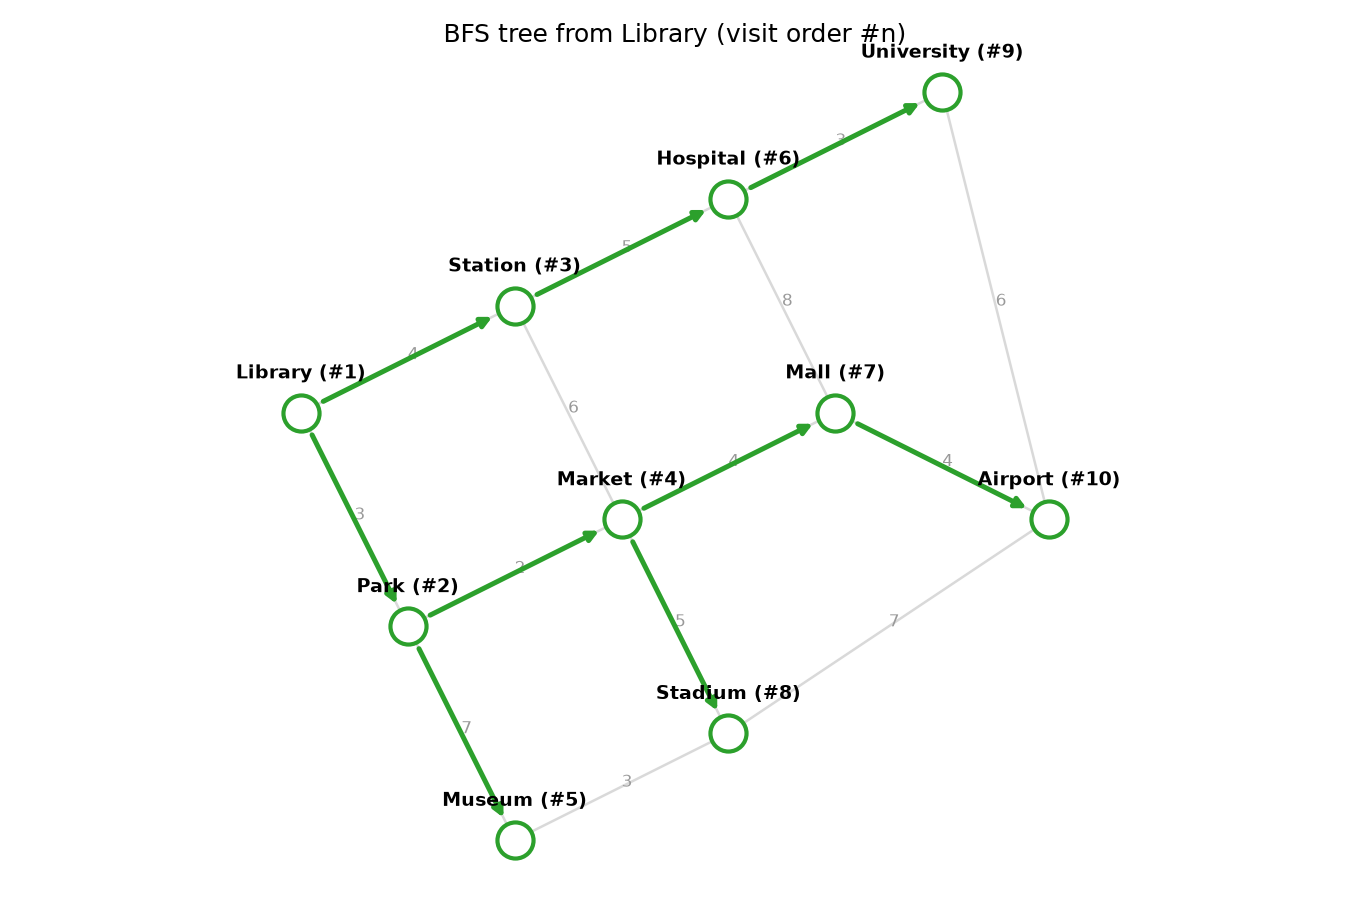 BFS tree from Library (visit order #n)
University (#9)
3
Hospital (#6)
5
Station (#3)
8
6
4
Library (#1)
Mall (#7)
6
4
4
Market (#4)
Airport (#10)
3
2
Park (#2)
5
7
Stadium (#8)
7
3
Museum (#5)